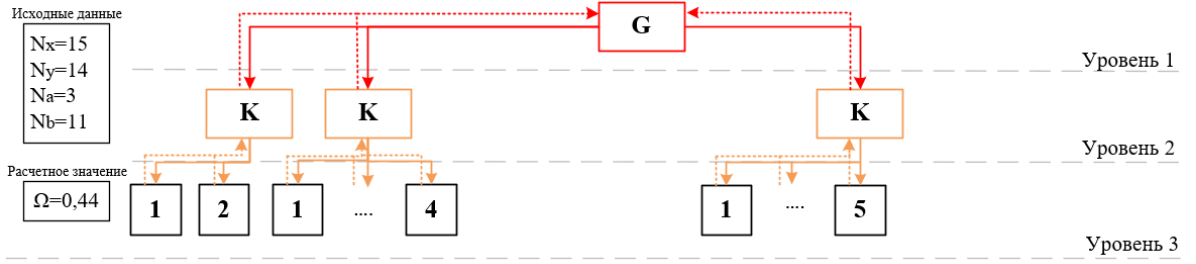 Исходные данные
Nx=15
Ny=14
Na=3
Nb=11
G
Уровень 1
K
K
K
Уровень 2
Расчетное значение
Ω=0,44
1
2
1
....
4
1
....
5
Уровень 3